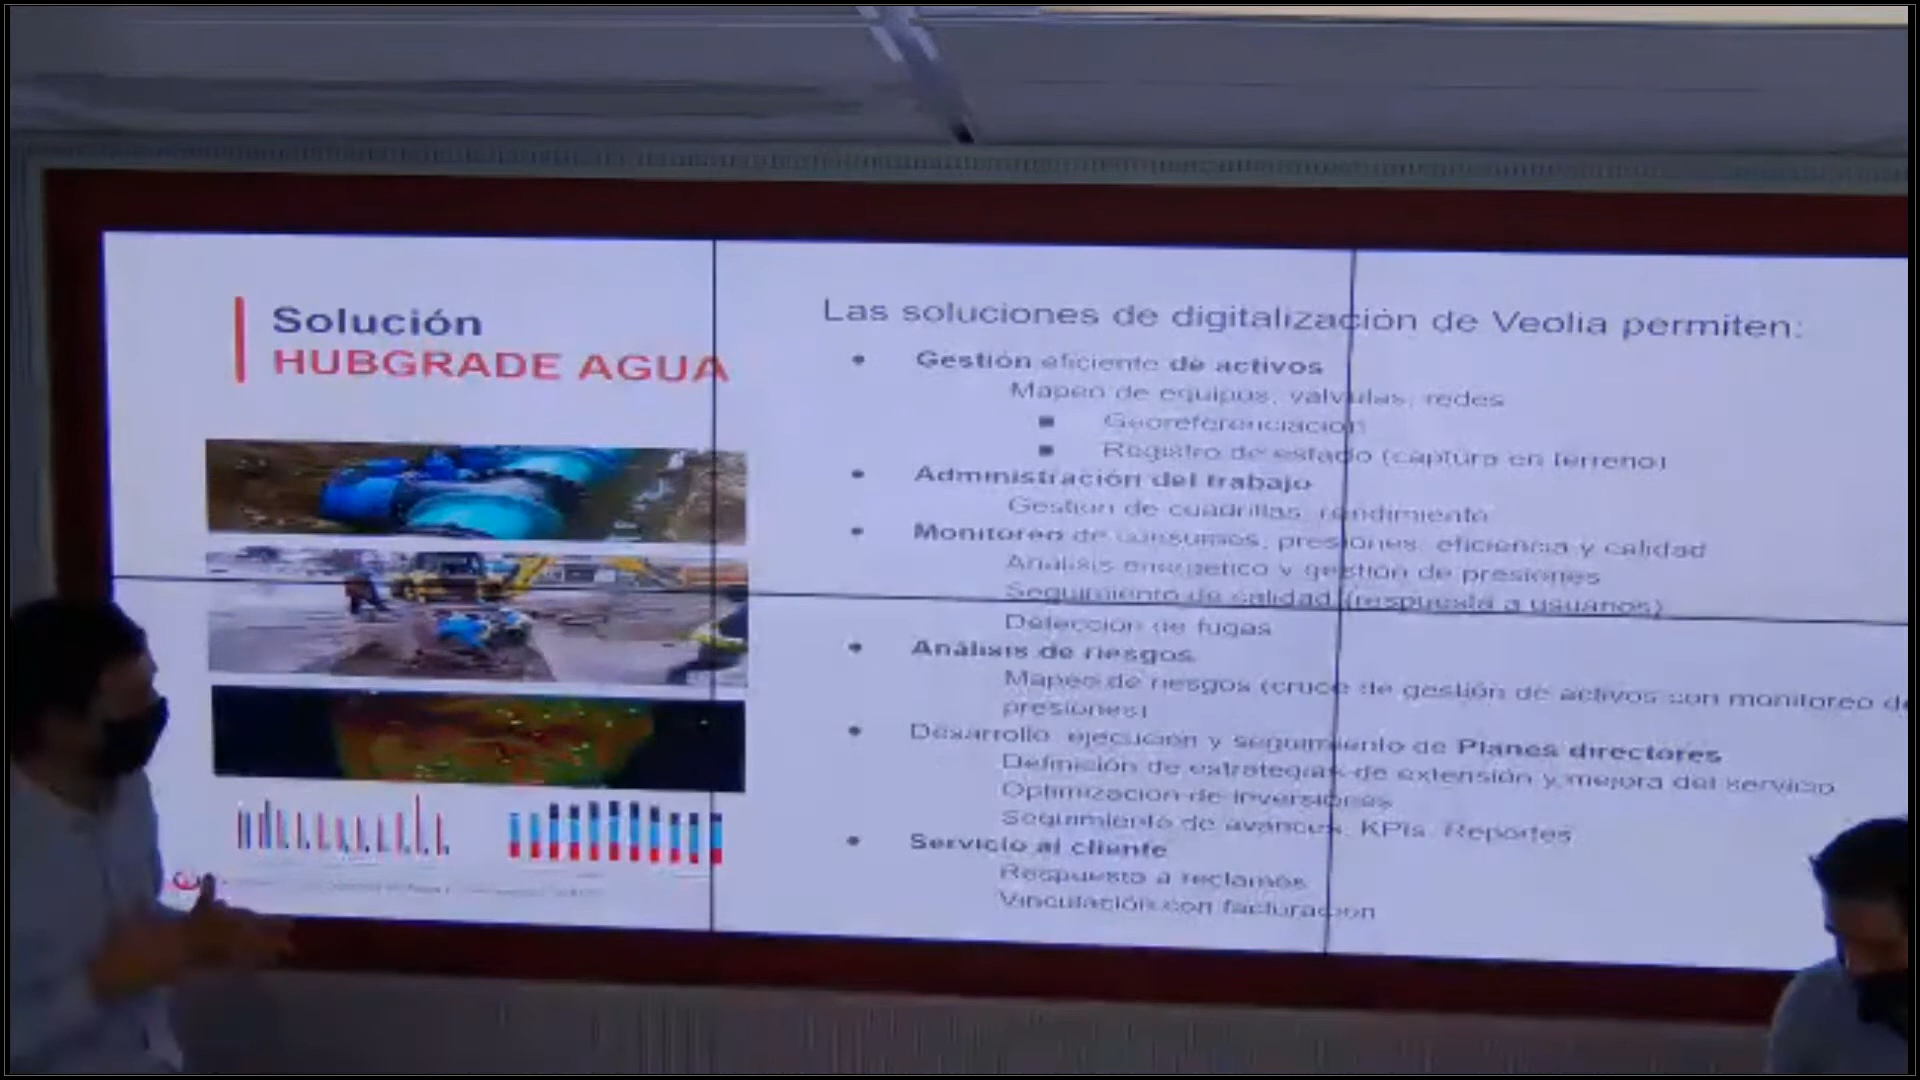 Solución
HUBGRADE AGUA
Las soluciones de digitalización de Veolia permiten:
Gestión eficiente de activos
Mapeo de equipos, valvulas, redes
Georeferenciación
Registro de estado (captura en terreno)
Administración del trabajo
Gestión de cuadrillas, rendimiento
Monitoreo de consumos, presiones, eficiencia y calidad
Análisis energético y gestión de presiones
Seguimiento de calidad (respuesta a usuarios)
Detección de fugas
Análisis de riesgos
Mapeo de riesgos (cruce de gestión de activos con monitoreo de
presiones)
Desarrollo ejecución y seguimiento de Planes directores
Definición de estrategias de extensión y mejora del servicio
Optimización de inversiones
Seguimiento de avances, KPIs, Reportes
Servicio al cliente
Respuesta a reclamos
Vinculación con facturación